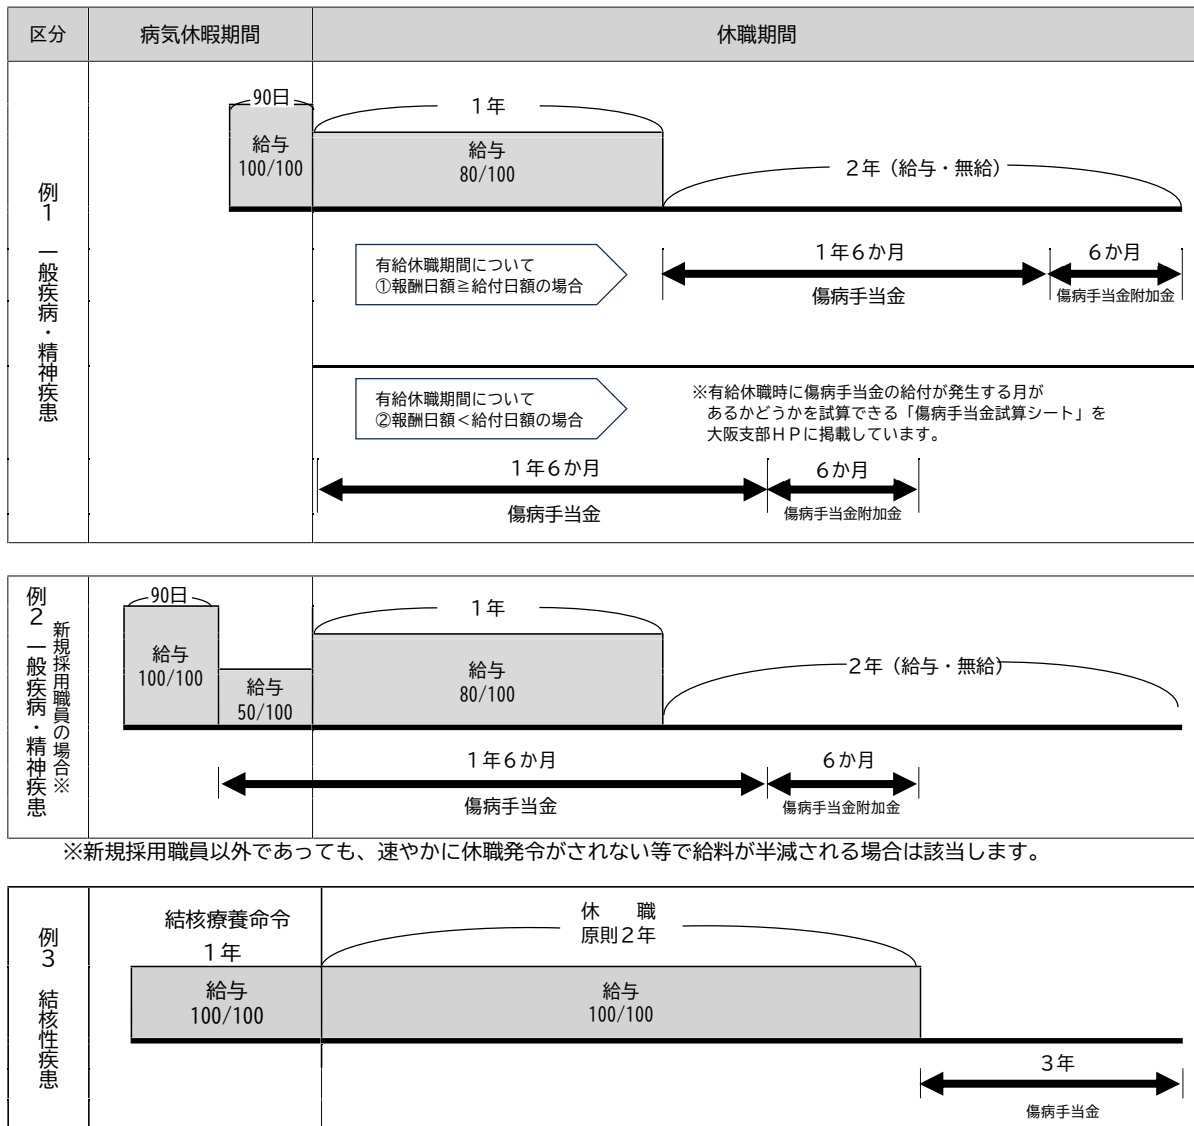 区分
病気休暇期間
休職期間
例1 一般疾病・精神疾患
90日
1年
給与
100/100
給与
80/100
2年（給与・無給）
有給休職期間について
①報酬日額≧給付日額の場合
1年6か月
6か月
傷病手当金
傷病手当金附加金
有給休職期間について
②報酬日額＜給付日額の場合
※有給休職時に傷病手当金の給付が発生する月が
あるかどうかを試算できる「傷病手当金試算シート」を
大阪支部ＨＰに掲載しています。
1年6か月
6か月
傷病手当金
傷病手当金附加金
例2 一般疾病・精神疾患
新規採用職員の場合※
90日
1年
給与
100/100
給与
50/100
給与
80/100
2年（給与・無給）
1年6か月
6か月
傷病手当金
傷病手当金附加金
※新規採用職員以外であっても、速やかに休職発令がされない等で給料が半減される場合は該当します。
例3 結核性疾患
結核療養命令
1年
休 職
原則2年
給与
100/100
給与
100/100
3年
傷病手当金